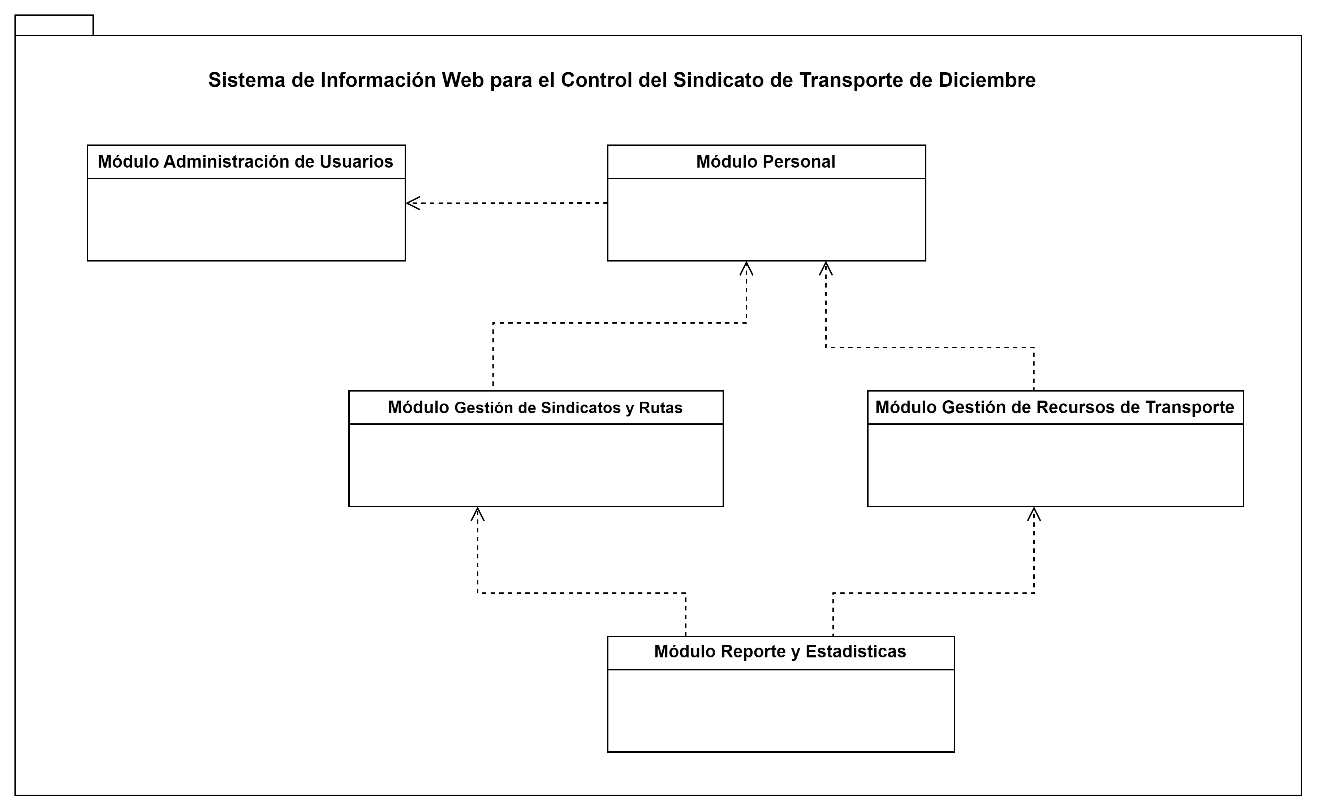 Sistema de Información Web para el Control del Sindicato de Transporte de Diciembre
Módulo Administración de Usuarios
Módulo Personal
Módulo Gestión de Sindicatos y Rutas
Módulo Gestión de Recursos de Transporte
Módulo Reporte y Estadisticas